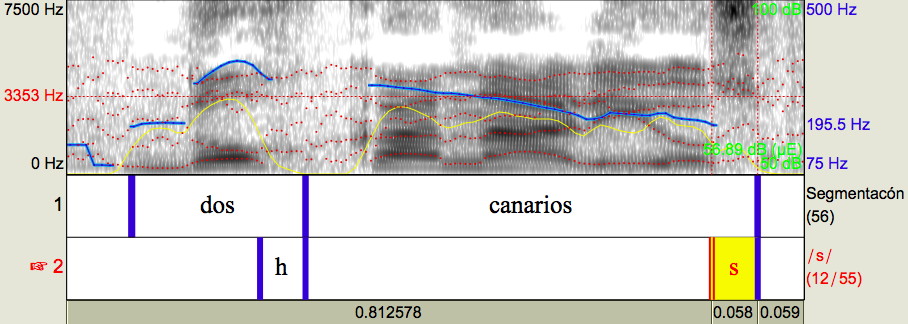 7500 Hz 100 dB 500 Hz
3353 Hz
195.5 Hz
56.69 dB (µE)
0 Hz 50 dB 75 Hz
1 dos canarios Segmentacón
(56)
☞ 2 h s /s/
(12/55)
0.812578 0.058 0.059